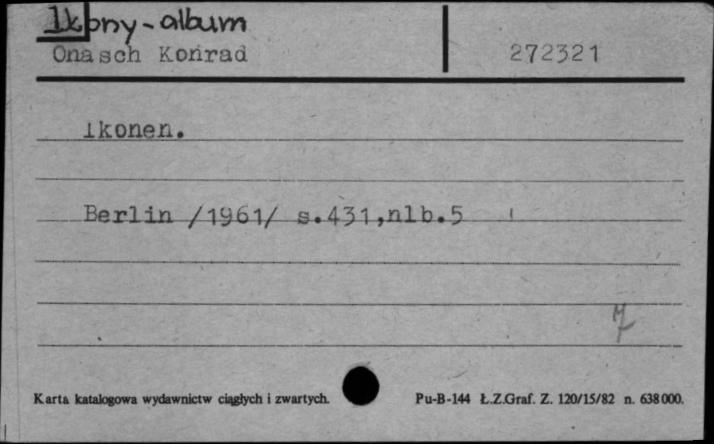 Ikony-album
Onasch Konrad 272321
Ikonen.
Berlin /1961/ s.431,nlb.5
Karta katalogowa wydawnictw ciągłych i zwartych. Pu-B-144 Ł.Z.Graf. Z. 120/15/82 n. 638000.